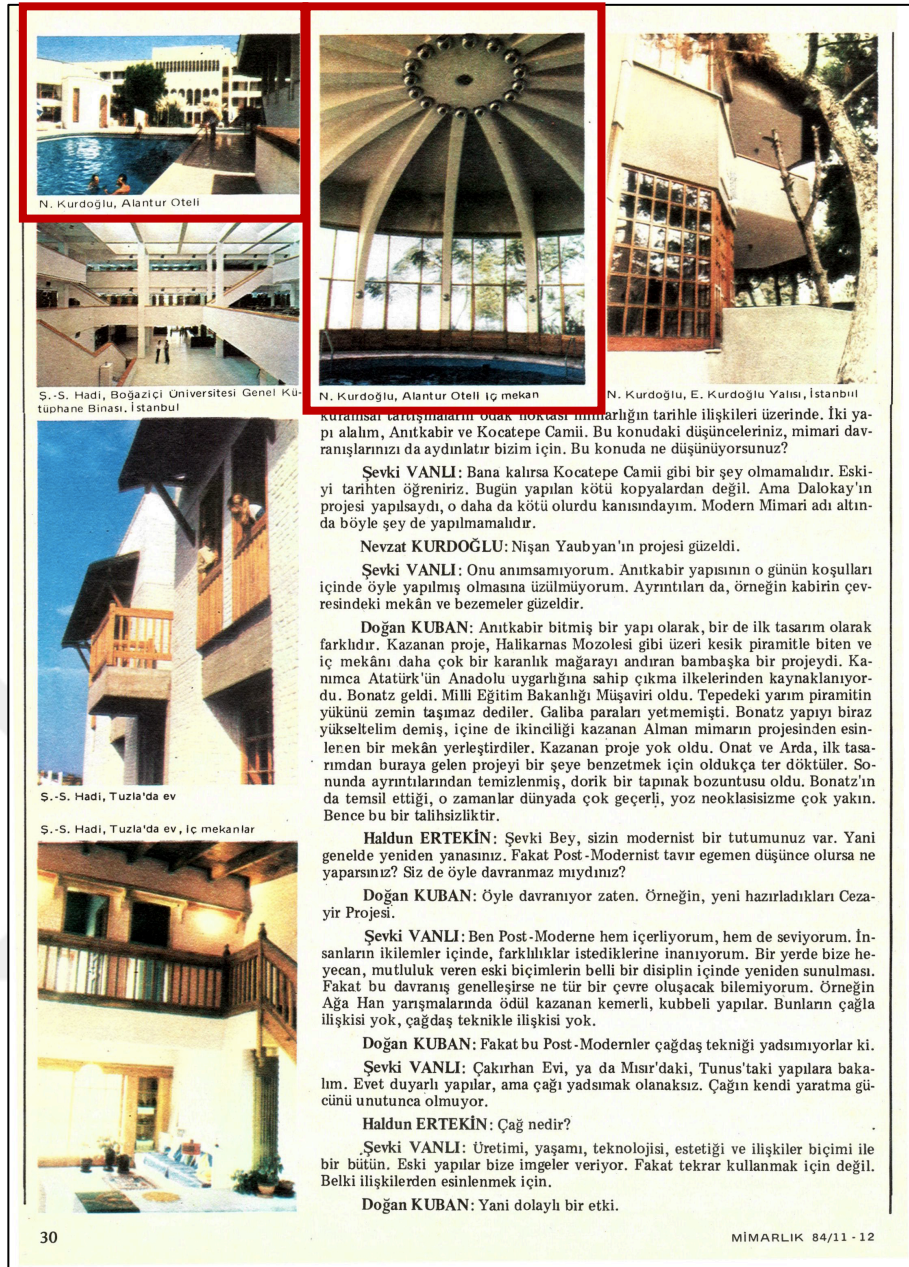 N. Kurdoğlu, Alantur Oteli
Ş.-S. Hadi, Boğaziçi Üniversitesi Genel Kü-
tüphane Binası, İstanbul
N. Kurdoğlu, Alantur Oteli iç mekan
N. Kurdoğlu, E. Kurdoğlu Yalısı, İstanbul
Ş.-S. Hadi, Tuzla'da ev
Ş.-S. Hadi, Tuzla'da ev, iç mekanlar
kuramsal tartışmaların odak noktası mimarlığın tarihle ilişkileri üzerinde. İki ya-
pı alalım, Anıtkabir ve Kocatepe Camii. Bu konudaki düşünceleriniz, mimari dav-
ranışlarınızı da aydınlatır bizim için. Bu konuda ne düşünüyorsunuz?
Şevki VANLI: Bana kalırsa Kocatepe Camii gibi bir şey olmamalıdır. Eski-
yi tarihten öğreniriz. Bugün yapılan kötü kopyalardan değil. Ama Dalokay'ın
projesi yapılsaydı, o daha da kötü olurdu kanısındayım. Modern Mimari adı altın-
da böyle şey de yapılmamalıdır.
Nevzat KURDOĞLU: Nişan Yaubyan'ın projesi güzeldi.
Şevki VANLI: Onu anımsamıyorum. Anıtkabir yapısının o günün koşulları
içinde öyle yapılmış olmasına üzülmüyorum. Ayrıntıları da, örneğin kabirin çev-
resindeki mekân ve bezemeler güzeldir.
Doğan KUBAN: Anıtkabir bitmiş bir yapı olarak, bir de ilk tasarım olarak
farklıdır. Kazanan proje, Halikarnas Mozolesi gibi üzeri kesik piramitle biten ve
iç mekânı daha çok bir karanlık mağarayı andıran bambaşka bir projeydi. Ka-
nımca Atatürk'ün Anadolu uygarlığına sahip çıkma ilkelerinden kaynaklanıyor-
du. Bonatz geldi. Milli Eğitim Bakanlığı Müşaviri oldu. Tepedeki yarım piramitin
yükünü zemin taşımaz dediler. Galiba paraları yetmemişti. Bonatz yapıyı biraz
yükseltelim demiş, içine de ikinciliği kazanan Alman mimarın projesinden esin-
lenen bir mekân yerleştirdiler. Kazanan proje yok oldu. Onat ve Arda, ilk tasa-
rımdan buraya gelen projeyi bir şeye benzetmek için oldukça ter döktüler. So-
nunda ayrıntılarından temizlenmiş, dorik bir tapınak bozuntusu oldu. Bonatz'ın
da temsil ettiği, o zamanlar dünyada çok geçerli, yoz neoklasisizme çok yakın.
Bence bu bir talihsizliktir.
Haldun ERTEKİN: Şevki Bey, sizin modernist bir tutumunuz var. Yani
genelde yeniden yanasınız. Fakat Post-Modernist tavır egemen düşünce olursa ne
yaparsınız? Siz de öyle davranmaz mıydınız?
Doğan KUBAN: Öyle davranıyor zaten. Örneğin, yeni hazırladıkları Ceza-
yir Projesi.
Şevki VANLI: Ben Post-Moderne hem içerliyorum, hem de seviyorum. İn-
sanların ikilemler içinde, farklılıklar istediklerine inanıyorum. Bir yerde bize he-
yecan, mutluluk veren eski biçimlerin belli bir disiplin içinde yeniden sunulması.
Fakat bu davranış genelleşirse ne tür bir çevre oluşacak bilemiyorum. Örneğin
Ağa Han yarışmalarında ödül kazanan kemerli, kubbeli yapılar. Bunların çağla
ilişkisi yok, çağdaş teknikle ilişkisi yok.
Doğan KUBAN: Fakat bu Post-Modernler çağdaş tekniği yadsımıyorlar ki.
Şevki VANLI: Çakırhan Evi, ya da Mısır'daki, Tunus'taki yapılara baka-
lım. Evet duyarlı yapılar, ama çağı yadsımak olanaksız. Çağın kendi yaratma gü-
cünü unutunca olmuyor.
Haldun ERTEKİN: Çağ nedir?
Şevki VANLI: Üretimi, yaşamı, teknolojisi, estetiği ve ilişkiler biçimi ile
bir bütün. Eski yapılar bize imgeler veriyor. Fakat tekrar kullanmak için değil.
Belki ilişkilerden esinlenmek için.
Doğan KUBAN: Yani dolaylı bir etki.
30
MİMARLIK 84/11-12